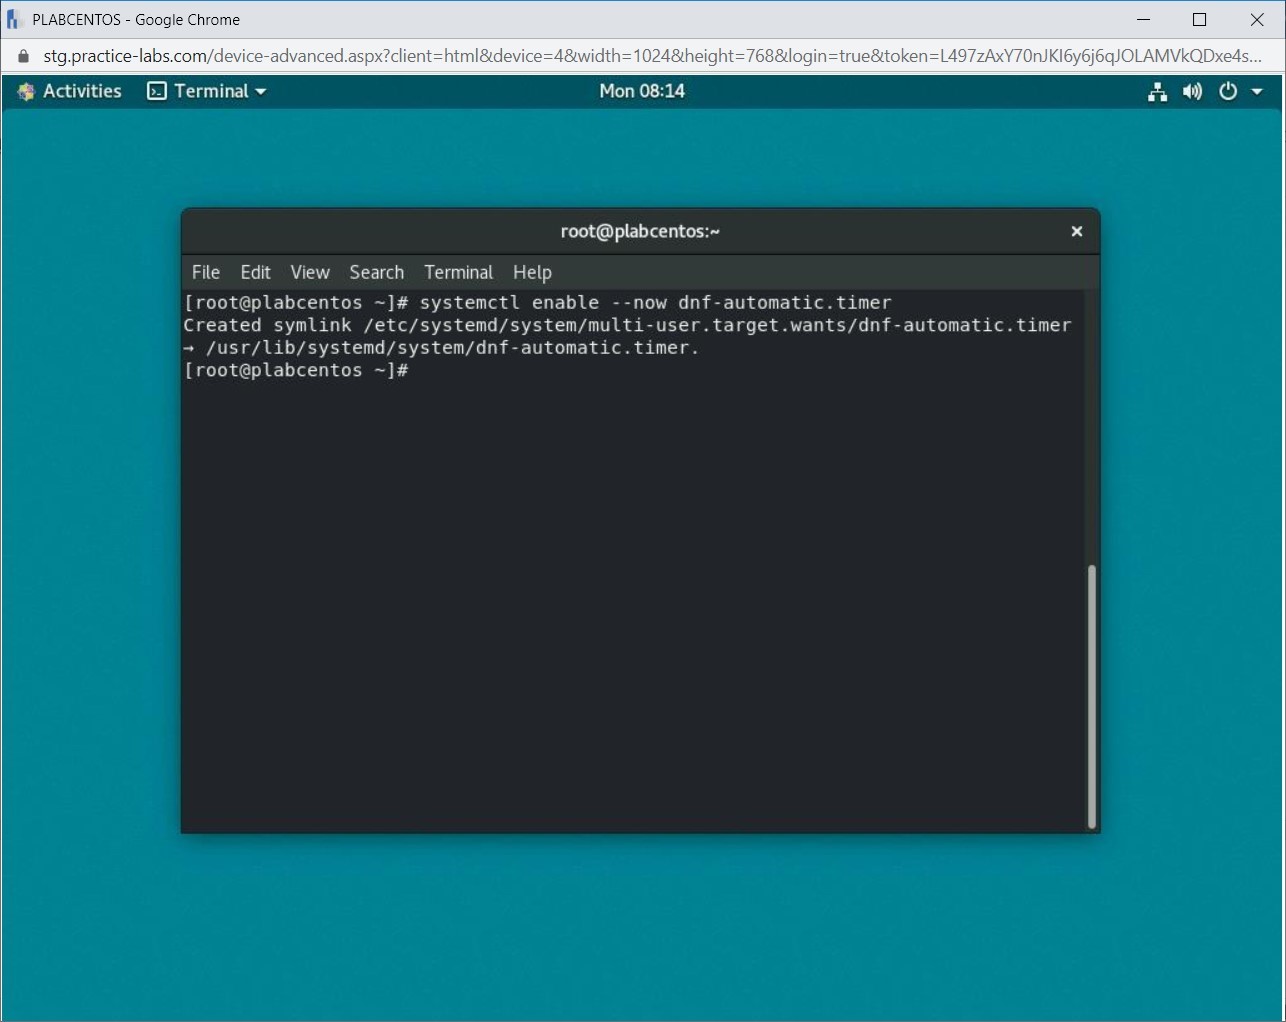 PLABCENTOS - Google Chrome
stg.practice-labs.com/device-advanced.aspx?client=html&device=4&width=1024&height=768&login=true&token=L497zAxY70nJKI6y6j6qJOLAMVkQDxe4s...
Activities Terminal Mon 08:14
root@plabcentos:~
File Edit View Search Terminal Help
[root@plabcentos ~]# systemctl enable --now dnf-automatic.timer
Created symlink /etc/systemd/system/multi-user.target.wants/dnf-automatic.timer
→ /usr/lib/systemd/system/dnf-automatic.timer.
[root@plabcentos ~]#